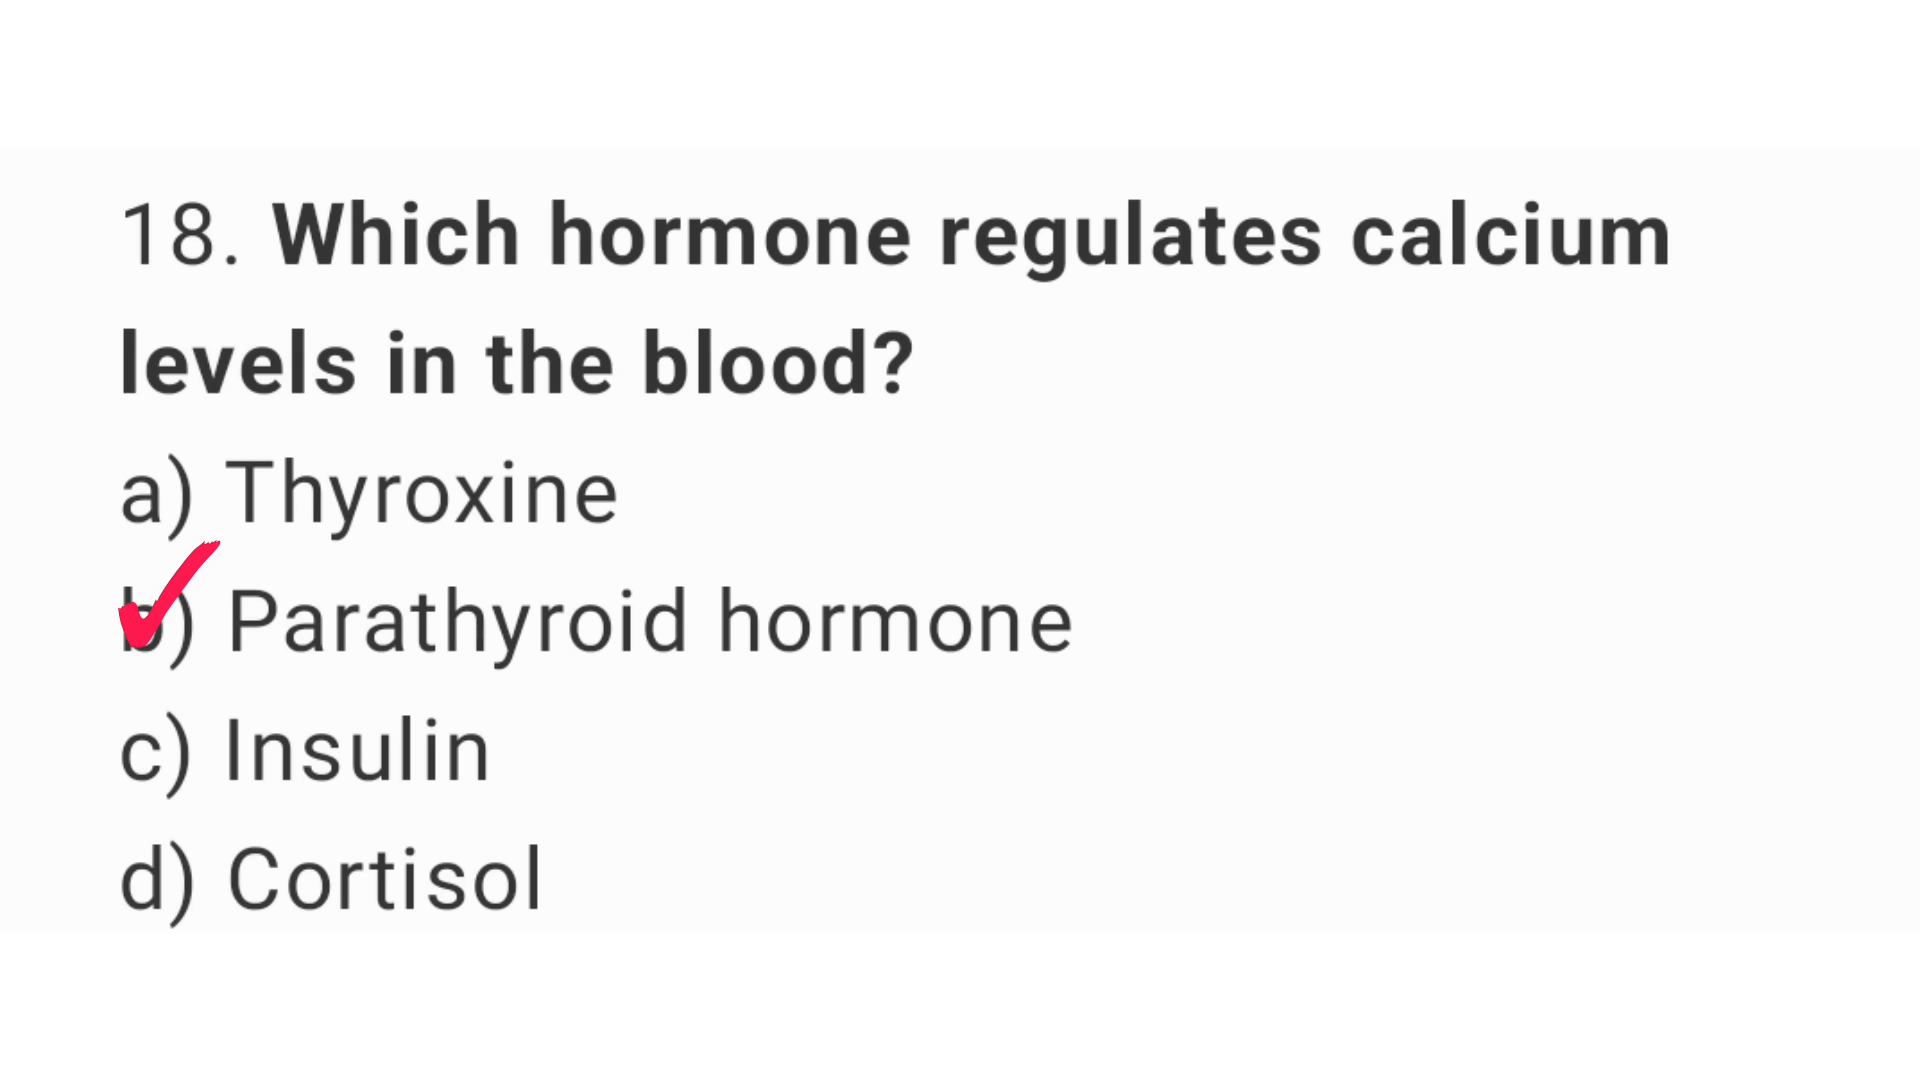 18. Which hormone regulates calcium
levels in the blood?
a) Thyroxine
b) Parathyroid hormone
c) Insulin
d) Cortisol